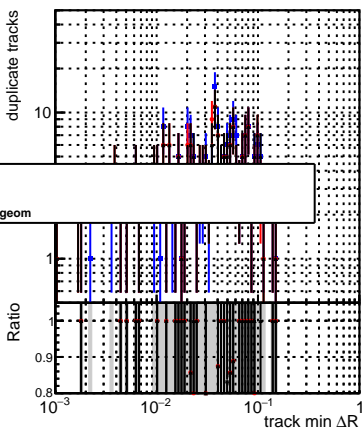 duplicate tracks
10
geom
1
Ratio
1
0.9
0.8
10⁻³
10⁻²
10⁻¹
1
track min ΔR